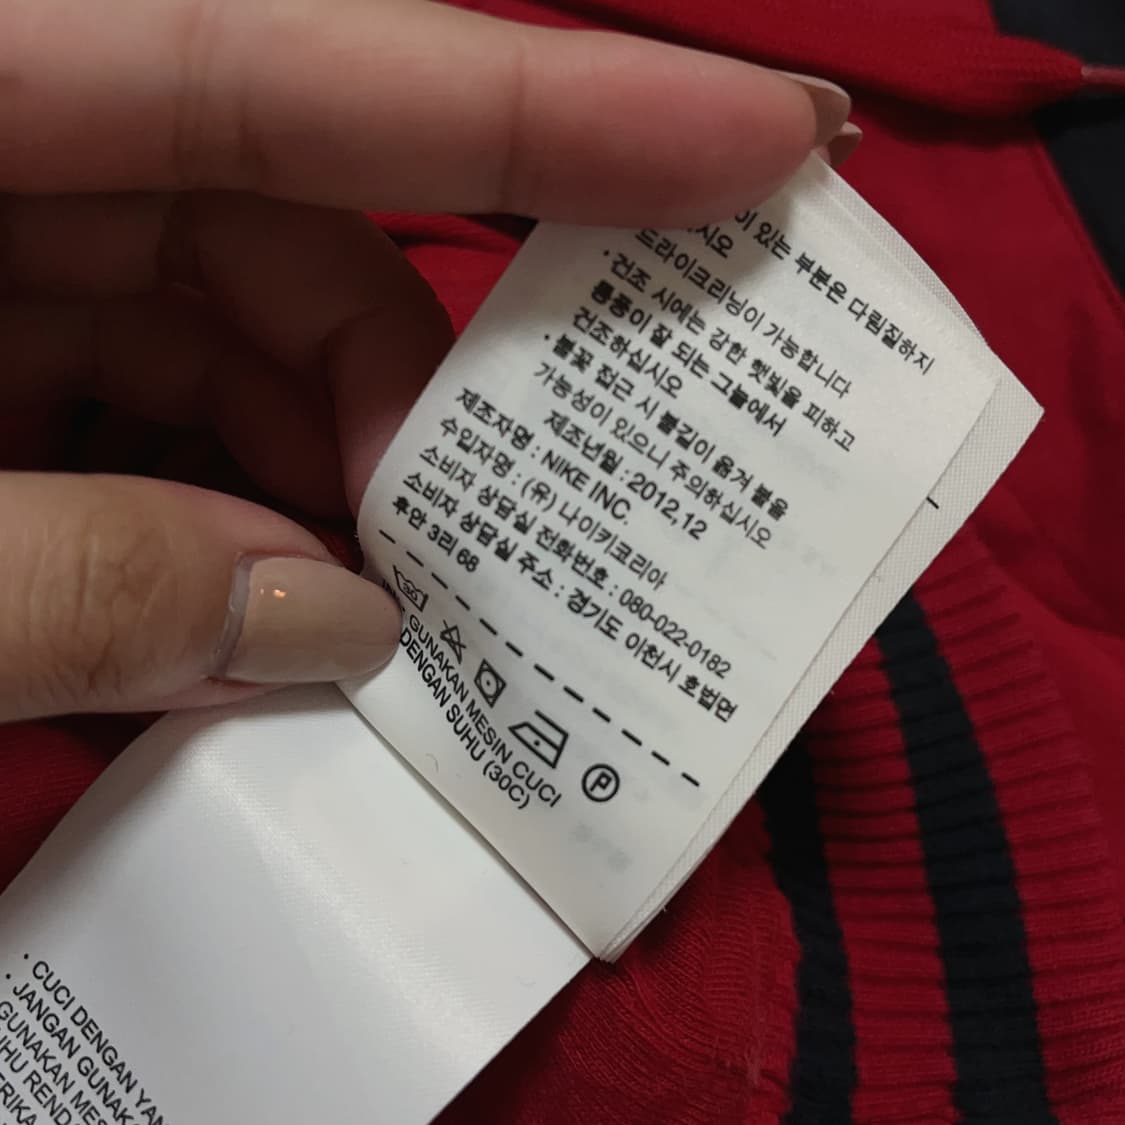 이 있는 부분은 다림질하지
시오
드라이크리닝이 가능합니다
· 건조 시에는 강한 햇빛을 피하고
통풍이 잘 되는 그늘에서
건조하십시오
· 불꽃 접근 시 불길이 옮겨 붙을
가능성이 있으니 주의하십시오
제조년월 : 2012,12
제조자명 : NIKE INC.
수입자명 : (유) 나이키코리아
소비자 상담실 전화번호 : 080-022-0182
소비자 상담실 주소 : 경기도 이천시 호법면
후안 3리 68
30
P
GUNAKAN MESIN CUCI
DENGAN SUHU (30C)
· CUCI DENGAN
· JANGAN
GUNAKAN